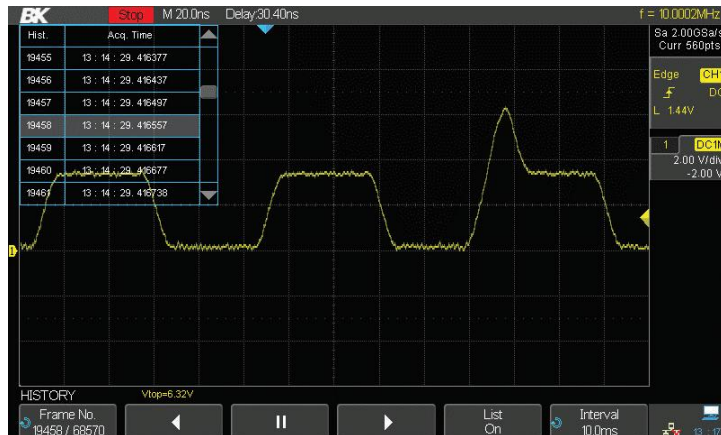 BK Stop M 20.0ns Delay:30.40ns f = 10.0002MHz
Sa 2.00GSa/s
Curr 560pts
Edge CH1
DC
L 1.44V
1 DC1M
2.00 V/div
-2.00 V
Hist. Acq. Time
19455 13 : 14 : 29. 416377
19456 13 : 14 : 29. 416437
19457 13 : 14 : 29. 416497
19458 13 : 14 : 29. 416557
19459 13 : 14 : 29. 416617
19460 13 : 14 : 29. 416677
19461 13 : 14 : 29. 416738
1
HISTORY Vtop=6.32V
Frame No.
19458 / 68570
List
On
Interval
10.0ms